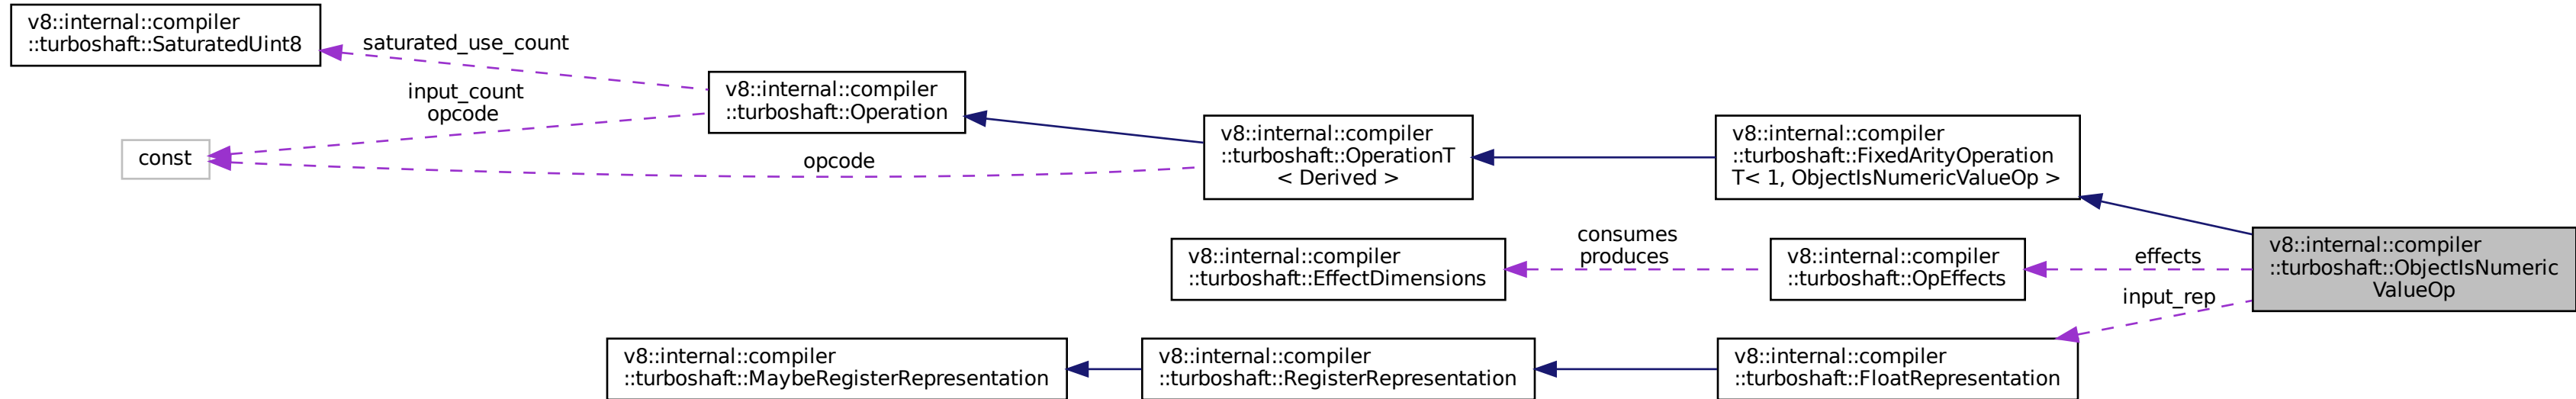 v8::internal::compiler
::turboshaft::SaturatedUint8
saturated_use_count
input_count
opcode
const
v8::internal::compiler
::turboshaft::Operation
opcode
v8::internal::compiler
::turboshaft::OperationT
< Derived >
v8::internal::compiler
::turboshaft::FixedArityOperation
T< 1, ObjectIsNumericValueOp >
v8::internal::compiler
::turboshaft::EffectDimensions
consumes
produces
v8::internal::compiler
::turboshaft::OpEffects
effects
input_rep
v8::internal::compiler
::turboshaft::ObjectIsNumeric
ValueOp
v8::internal::compiler
::turboshaft::MaybeRegisterRepresentation
v8::internal::compiler
::turboshaft::RegisterRepresentation
v8::internal::compiler
::turboshaft::FloatRepresentation